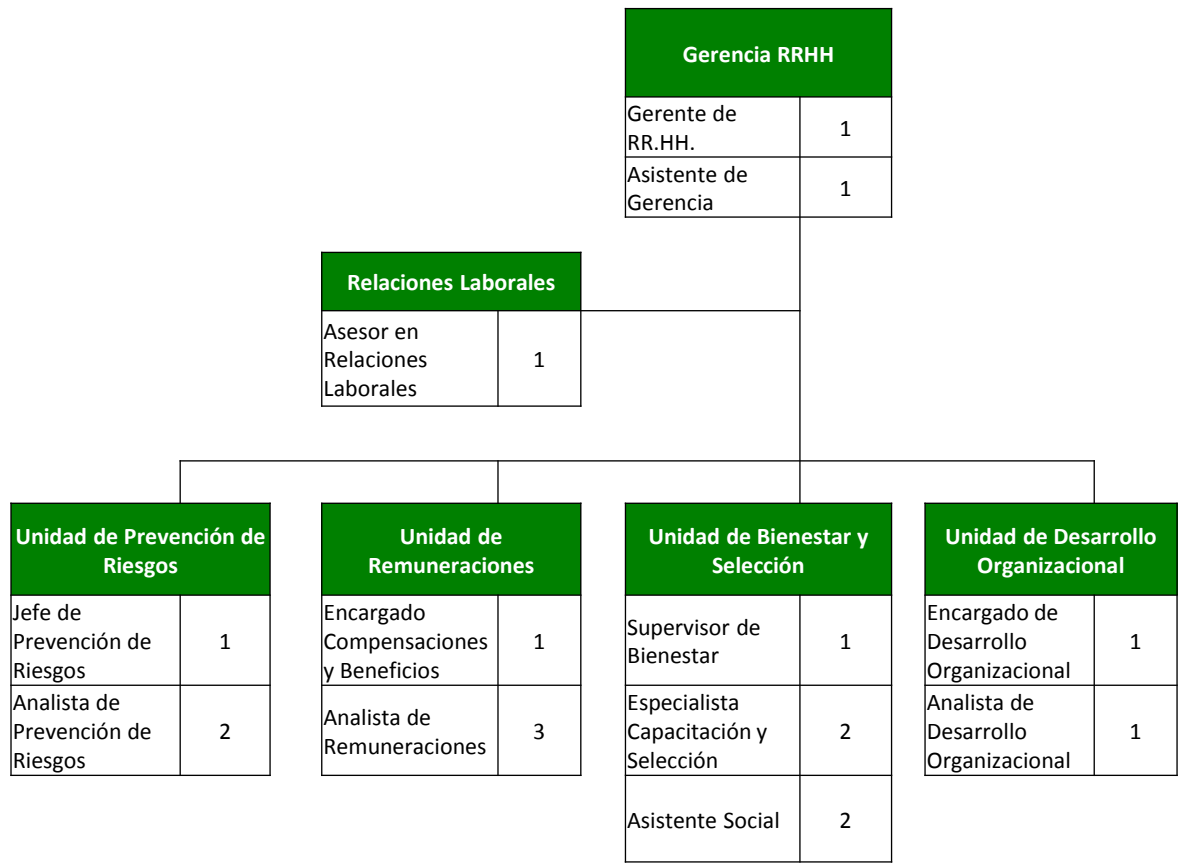 Gerencia RRHH
Gerente de
RR.HH.
1
Asistente de
Gerencia
1
Relaciones Laborales
Asesor en
Relaciones
Laborales
1
Unidad de Prevención de
Riesgos
Jefe de
Prevención de
Riesgos
1
Analista de
Prevención de
Riesgos
2
Unidad de
Remuneraciones
Encargado
Compensaciones
y Beneficios
1
Analista de
Remuneraciones
3
Unidad de Bienestar y
Selección
Supervisor de
Bienestar
1
Especialista
Capacitación y
Selección
2
Asistente Social
2
Unidad de Desarrollo
Organizacional
Encargado de
Desarrollo
Organizacional
1
Analista de
Desarrollo
Organizacional
1